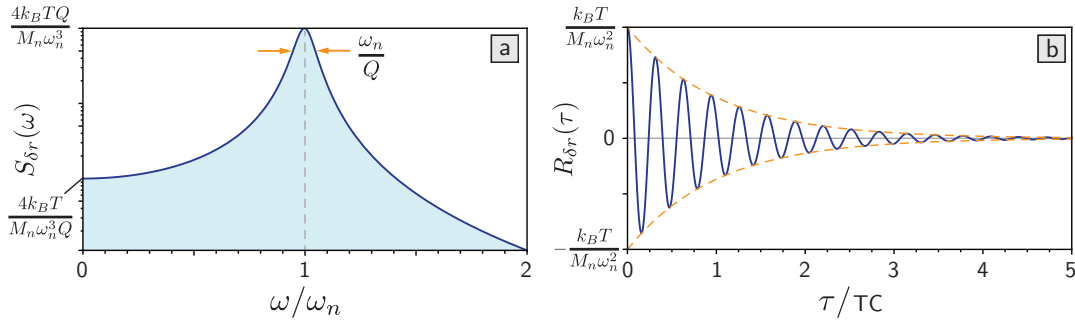 4k_BTQ / M_nω_n^3
S_δr(ω)
4k_BT / M_nω_n^3Q
ω_n / Q
a
0 1 2
ω/ω_n
k_BT / M_nω_n^2
R_δr(τ)
0
−k_BT / M_nω_n^2
b
0 1 2 3 4 5
τ/TC